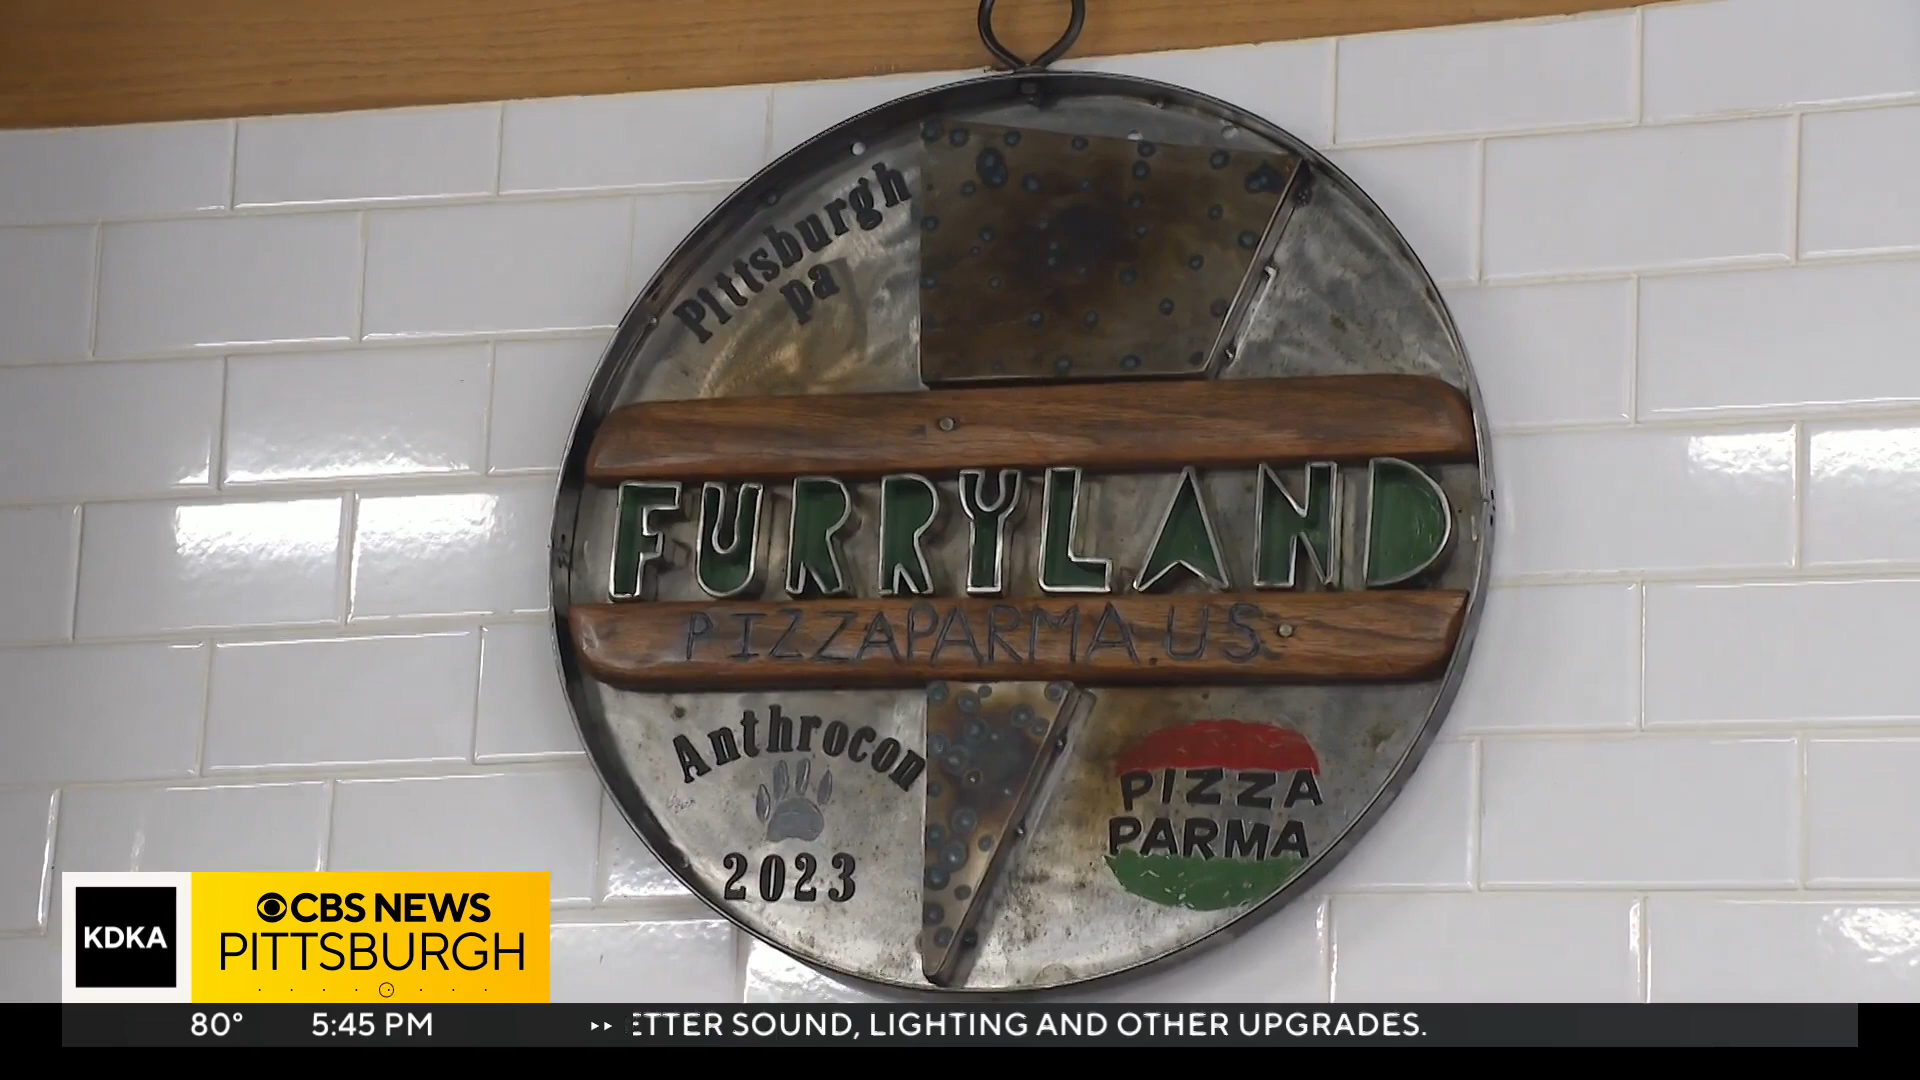 Pittsburgh
pa
FURRYLAND
PIZZAPARMA.US
Anthrocon
2023
PIZZA
PARMA
KDKA
CBS NEWS
PITTSBURGH
80° 5:45 PM ETTER SOUND, LIGHTING AND OTHER UPGRADES.